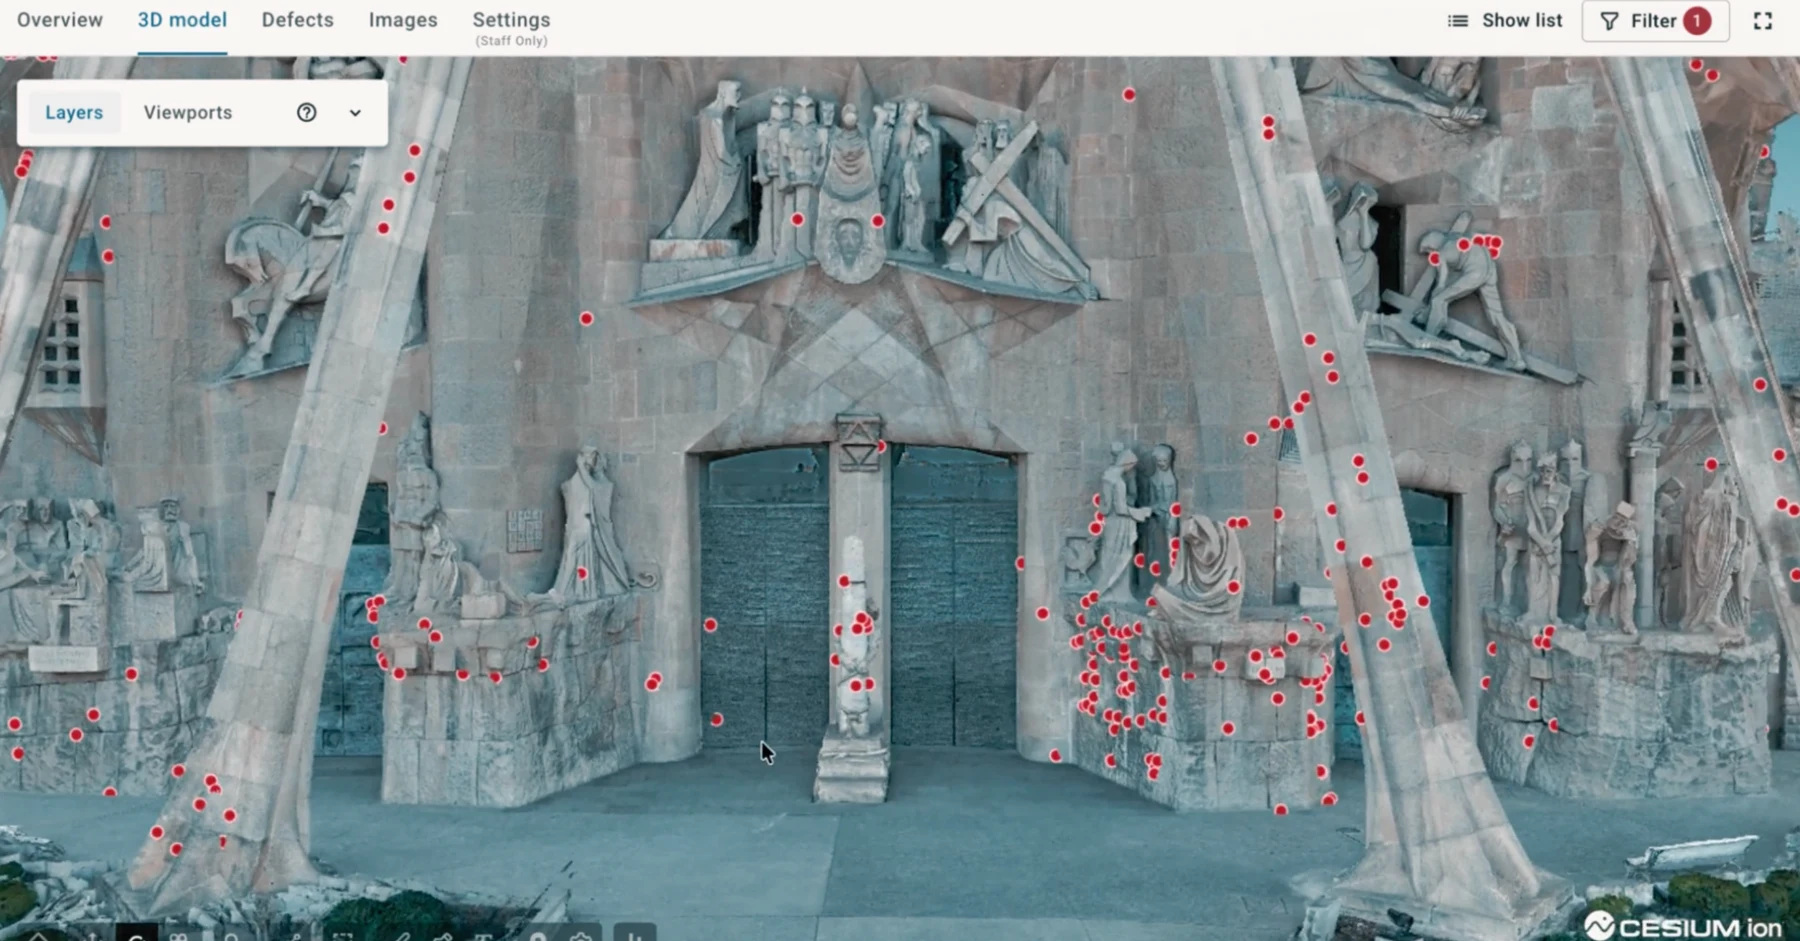 Overview
3D model
Defects
Images
Settings
(Staff Only)
Show list
Filter
1
Layers
Viewports
?
CESIUM ion